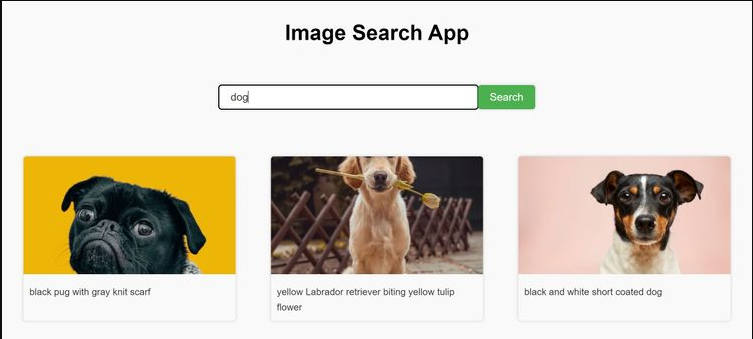 Image Search App
dog
Search
black pug with gray knit scarf
yellow Labrador retriever biting yellow tulip
flower
black and white short coated dog